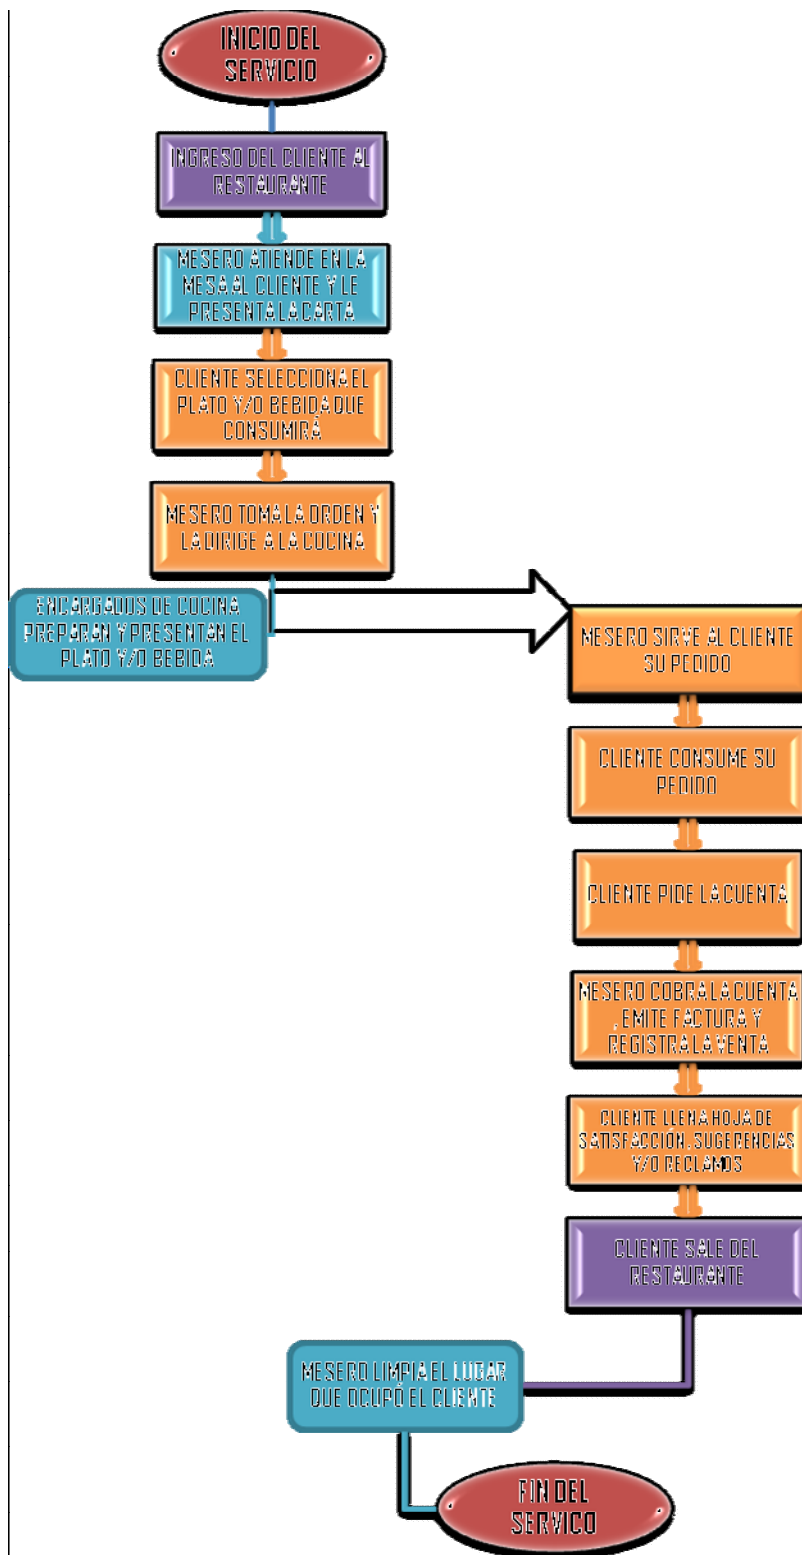 INICIO DEL
SERVICIO
INGRESO DEL CLIENTE AL
RESTAURANTE
MESERO ATIENDE EN LA
MESA AL CLIENTE Y LE
PRESENTA LA CARTA
CLIENTE SELECCIONA EL
PLATO Y/O BEBIDA QUE
CONSUMIRÁ
MESERO TOMA LA ORDEN Y
LA DIRIGE A LA COCINA
ENCARGADOS DE COCINA
PREPARAN Y PRESENTAN EL
PLATO Y/O BEBIDA
MESERO SIRVE AL CLIENTE
SU PEDIDO
CLIENTE CONSUME SU
PEDIDO
CLIENTE PIDE LA CUENTA
MESERO COBRA LA CUENTA
, EMITE FACTURA Y
REGISTRA LA VENTA
CLIENTE LLENA HOJA DE
SATISFACCIÓN, SUGERENCIAS
Y/O RECLAMOS
CLIENTE SALE DEL
RESTAURANTE
MESERO LIMPIA EL LUGAR
QUE OCUPÓ EL CLIENTE
FIN DEL
SERVICO